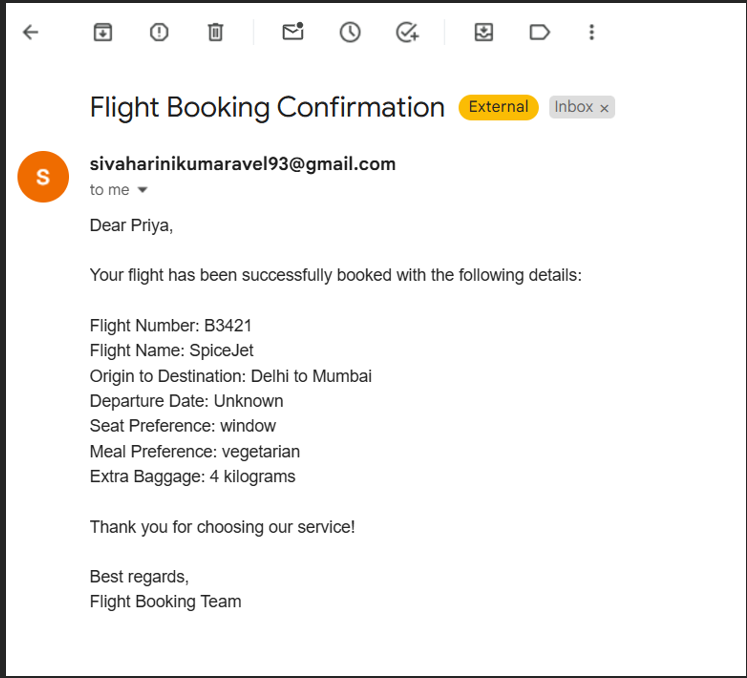 Flight Booking Confirmation External Inbox ×
S
sivaharinikumaravel93@gmail.com
to me
Dear Priya,
Your flight has been successfully booked with the following details:
Flight Number: B3421
Flight Name: SpiceJet
Origin to Destination: Delhi to Mumbai
Departure Date: Unknown
Seat Preference: window
Meal Preference: vegetarian
Extra Baggage: 4 kilograms
Thank you for choosing our service!
Best regards,
Flight Booking Team